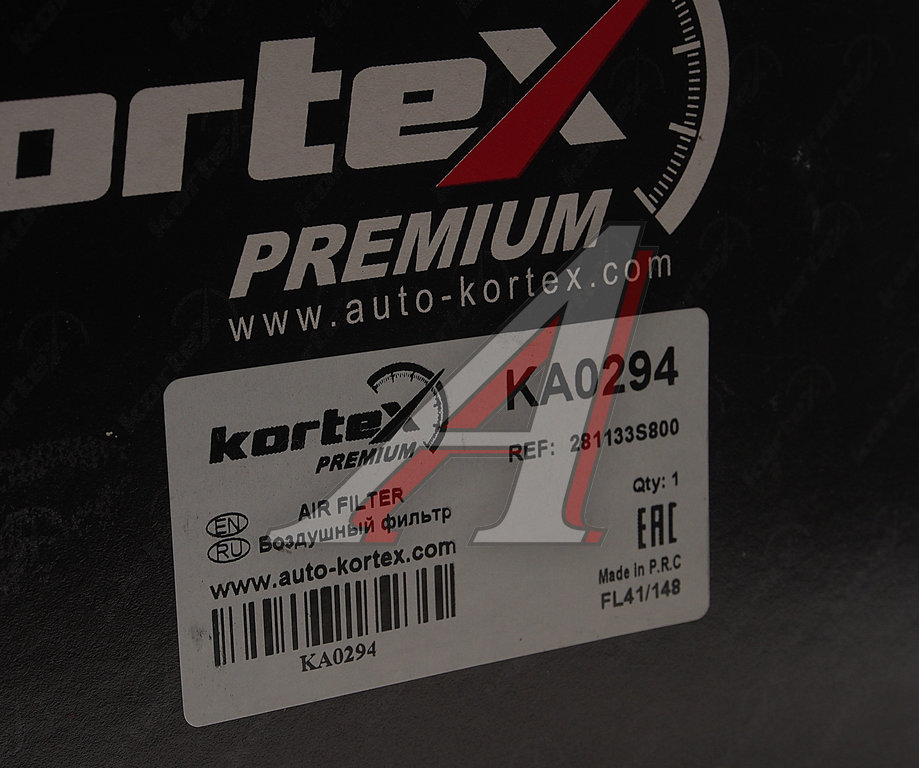 kortex
PREMIUM
www.auto-kortex.com
kortex
PREMIUM
KA0294
REF: 281133S800
EN
AIR FILTER
RU
Воздушный фильтр
www.auto-kortex.com
KA0294
Qty: 1
EAC
Made in P.R.C
FL41/148